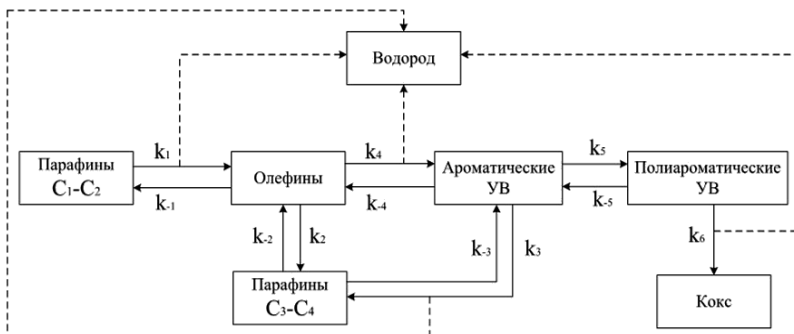 Водород
k₁
k₄
k₅
Парафины
C₁-C₂
Олефины
Ароматические
УВ
Полиароматические
УВ
k₋₁
k₋₄
k₋₅
k₋₂
k₂
k₋₃
k₃
k₆
Парафины
C₃-C₄
Кокс